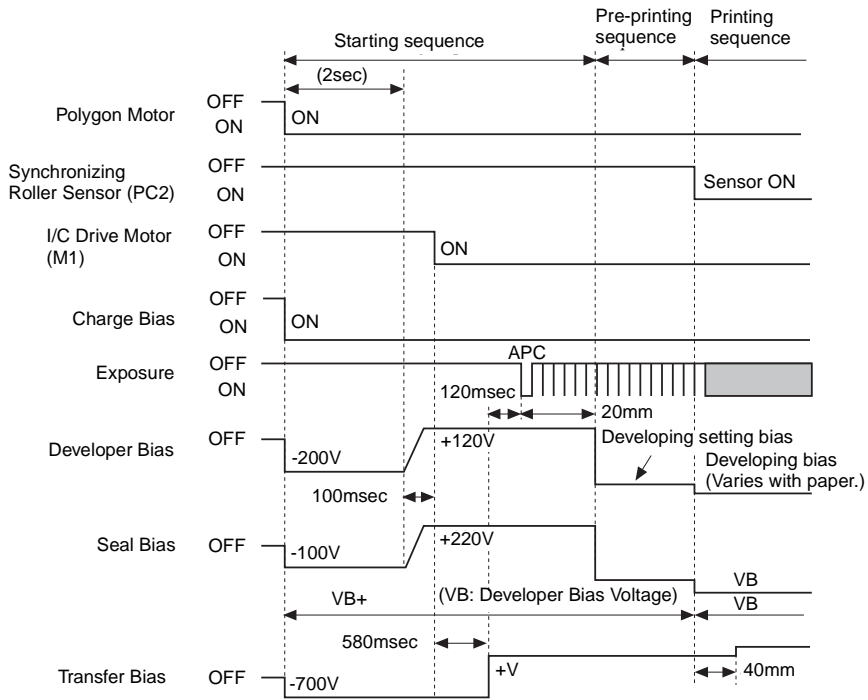 Starting sequence
Pre-printing
sequence
Printing
sequence
(2sec)
Polygon Motor
OFF
ON
ON
Synchronizing
Roller Sensor (PC2)
OFF
ON
Sensor ON
I/C Drive Motor
(M1)
OFF
ON
ON
Charge Bias
OFF
ON
ON
Exposure
OFF
ON
APC
120msec
20mm
Developer Bias
OFF
-200V
+120V
Developing setting bias
Developing bias
(Varies with paper.)
100msec
Seal Bias
OFF
-100V
+220V
VB
VB+
(VB: Developer Bias Voltage)
VB
580msec
Transfer Bias
OFF
-700V
+V
40mm